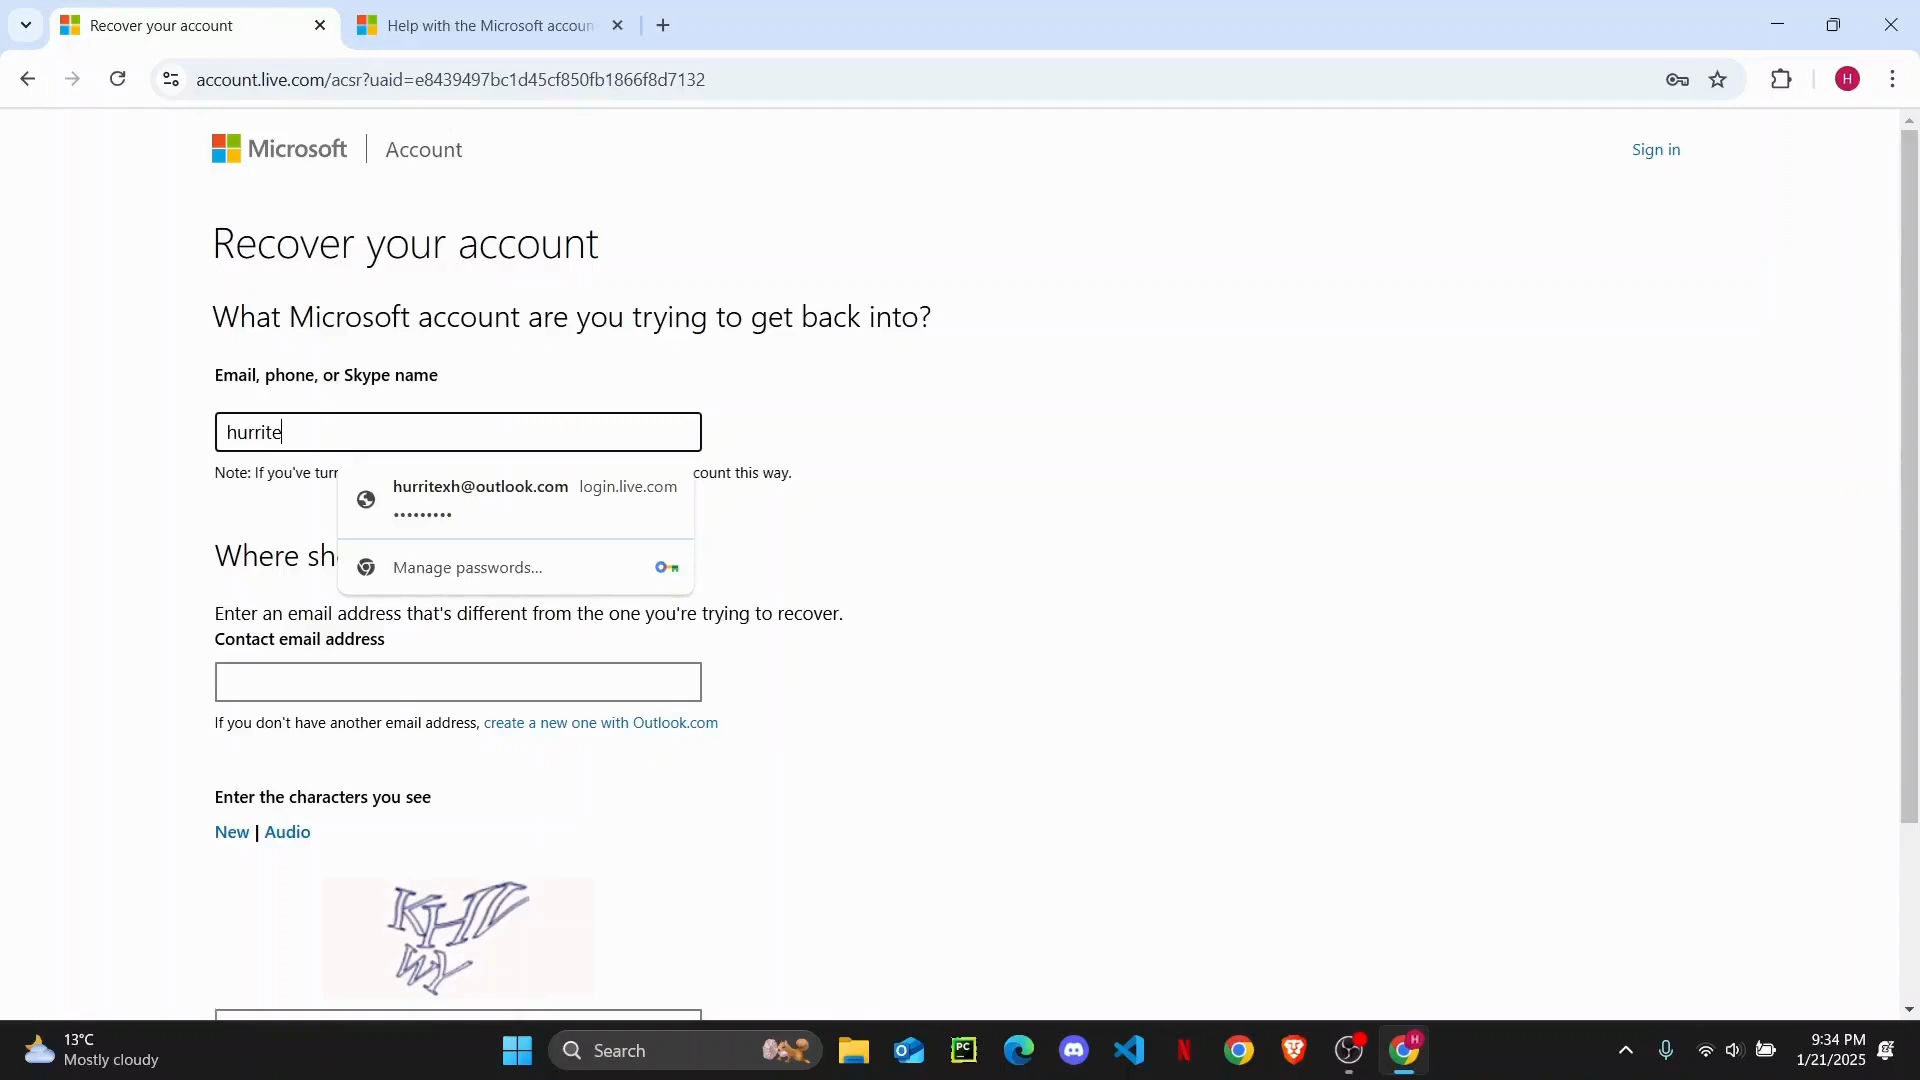 Recover your account
Help with the Microsoft accoun
account.live.com/acsr?uaid=e8439497bc1d45cf850fb1866f8d7132
H
Microsoft | Account
Sign in
Recover your account
What Microsoft account are you trying to get back into?
Email, phone, or Skype name
hurrite
Note: If you've turr
count this way.
hurritexh@outlook.com login.live.com
•••••••••
Where sh
Manage passwords...
Enter an email address that's different from the one you're trying to recover.
Contact email address
If you don't have another email address, create a new one with Outlook.com
Enter the characters you see
New | Audio
13°C
Mostly cloudy
Search
PC
N
H
9:34 PM
1/21/2025